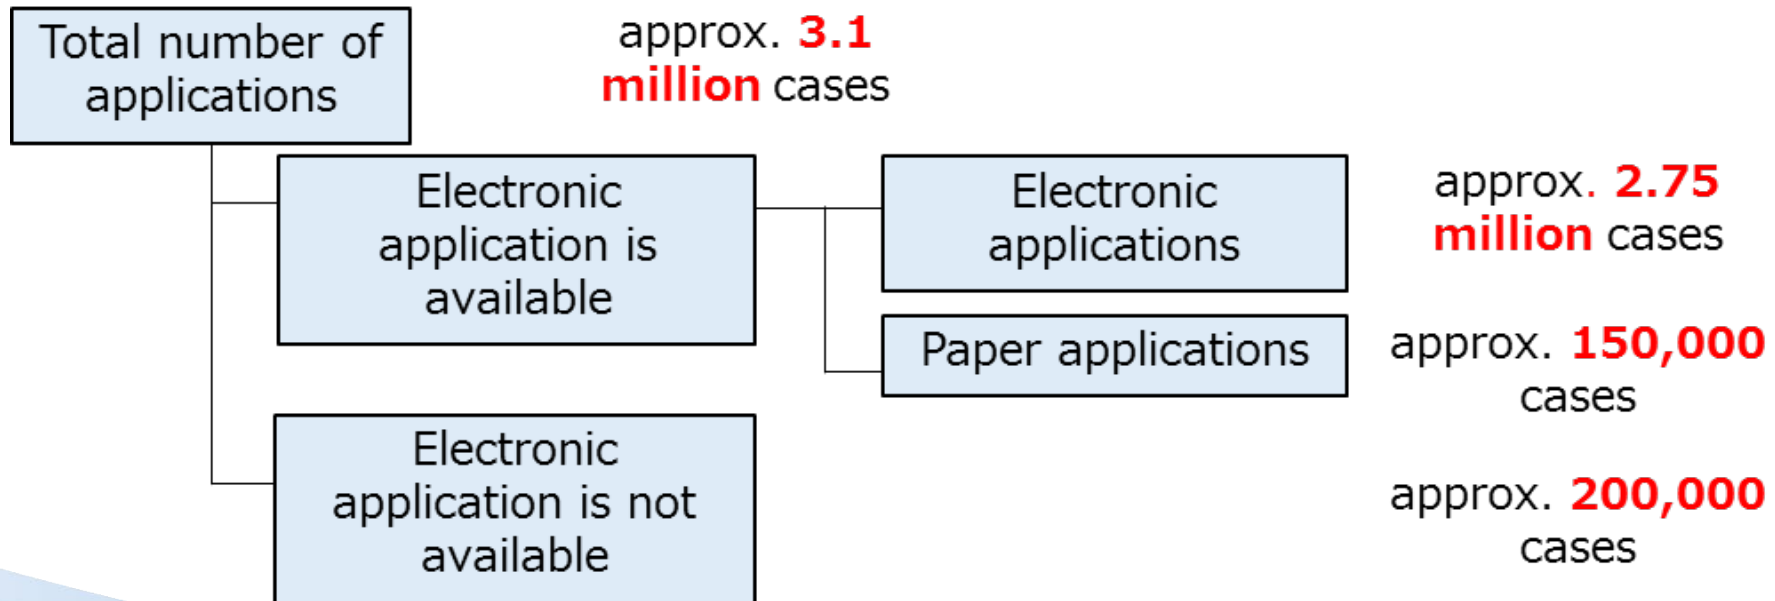 Total number of
applications
approx. 3.1
million cases
Electronic
application is
available
Electronic
applications
approx. 2.75
million cases
Paper applications
approx. 150,000
cases
Electronic
application is not
available
approx. 200,000
cases